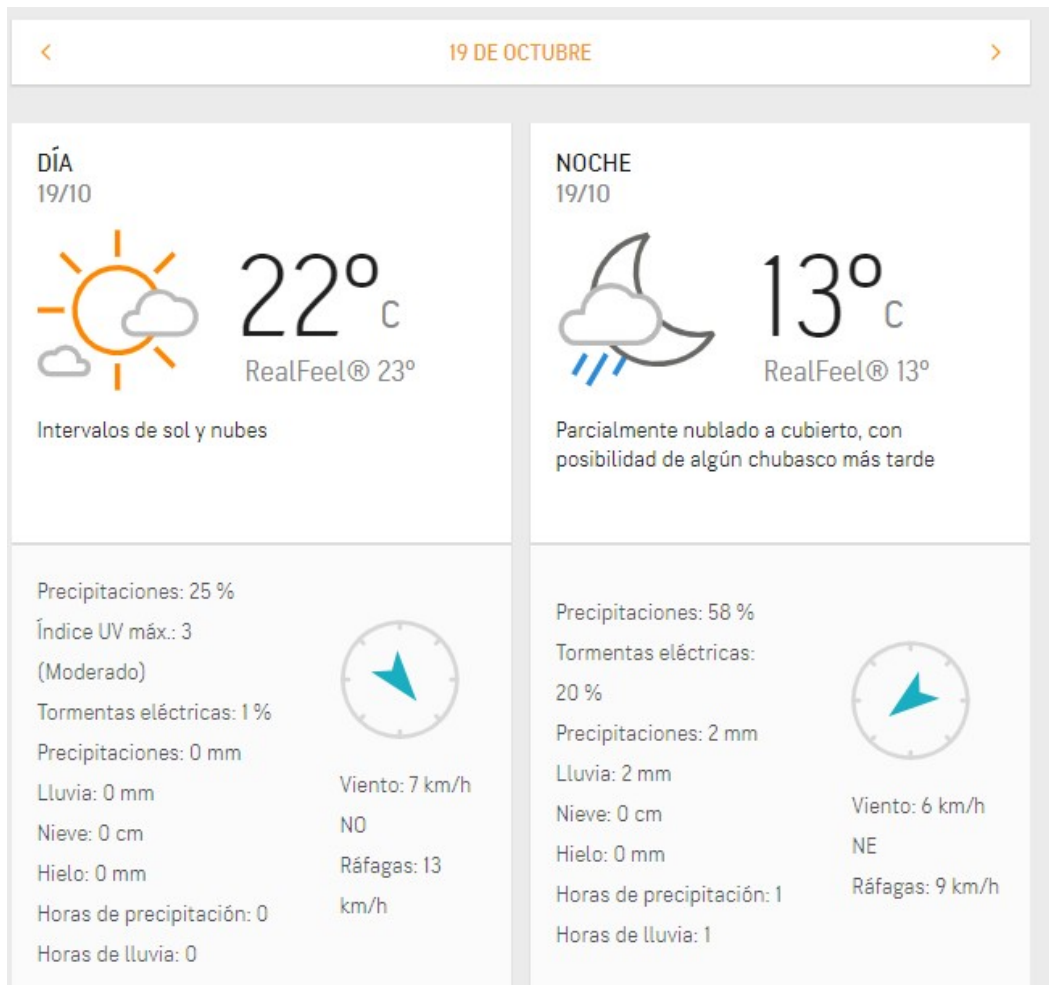 19 DE OCTUBRE
DÍA
19/10
22º C
RealFeel® 23º
Intervalos de sol y nubes
Precipitaciones: 25 %
Índice UV máx.: 3
(Moderado)
Tormentas eléctricas: 1 %
Precipitaciones: 0 mm
Lluvia: 0 mm
Nieve: 0 cm
Hielo: 0 mm
Horas de precipitación: 0
Horas de lluvia: 0
Viento: 7 km/h
NO
Ráfagas: 13
km/h
NOCHE
19/10
13º C
RealFeel® 13º
Parcialmente nublado a cubierto, con
posibilidad de algún chubasco más tarde
Precipitaciones: 58 %
Tormentas eléctricas:
20 %
Precipitaciones: 2 mm
Lluvia: 2 mm
Nieve: 0 cm
Hielo: 0 mm
Horas de precipitación: 1
Horas de lluvia: 1
Viento: 6 km/h
NE
Ráfagas: 9 km/h